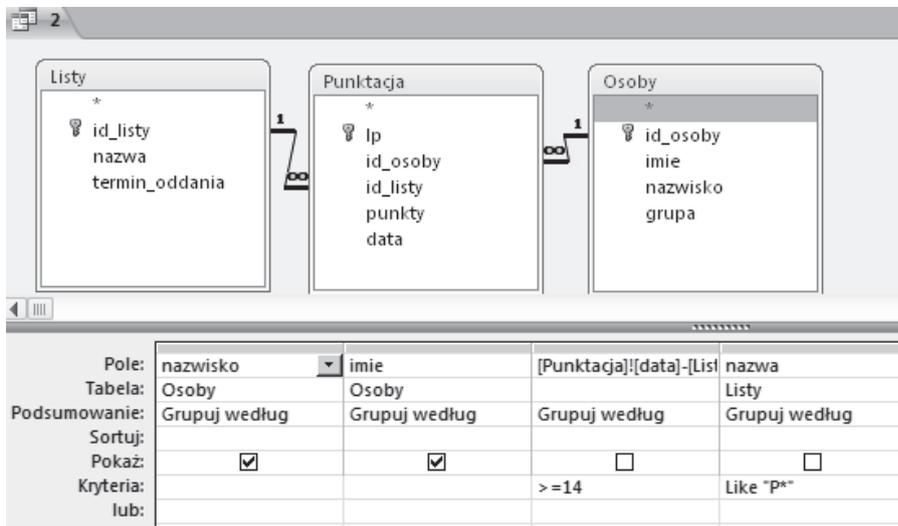 2
Listy
*
id_listy
nazwa
termin_oddania
1
∞
Punktacja
*
lp
id_osoby
id_listy
punkty
data
1
∞
Osoby
*
id_osoby
imie
nazwisko
grupa
Pole: nazwisko imie [Punktacja]![data]-[List nazwa
Tabela: Osoby Osoby Listy
Podsumowanie: Grupuj według Grupuj według Grupuj według Grupuj według
Sortuj:
Pokaż:
Kryteria: >=14 Like "P*"
lub: